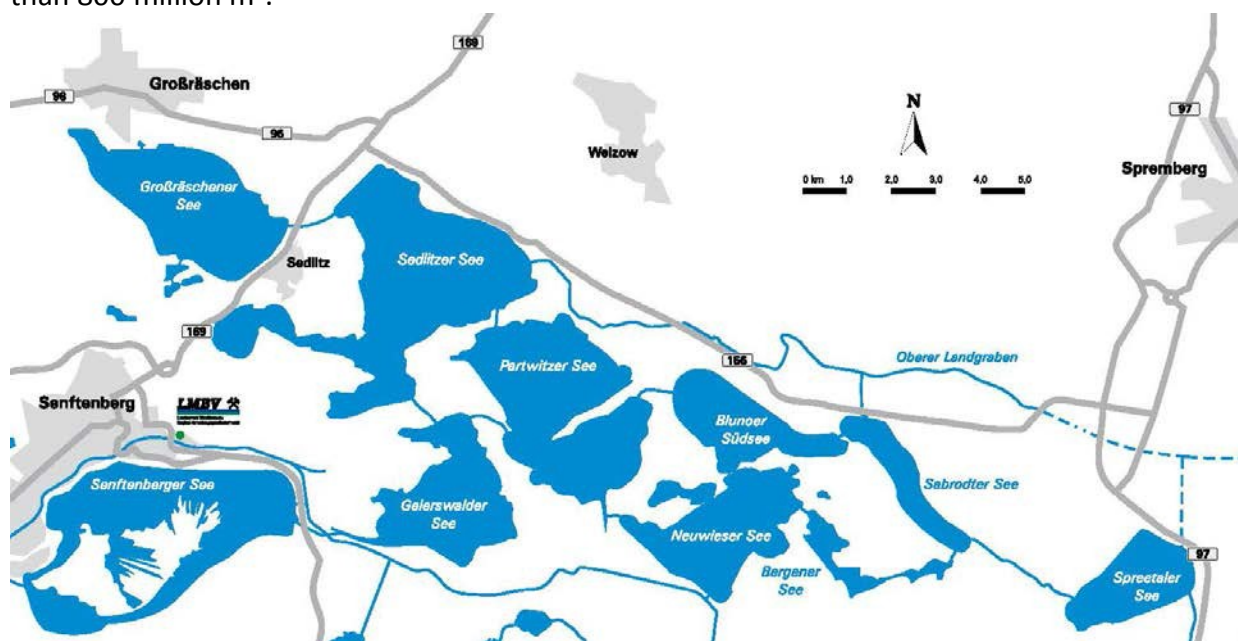 than 800 million m³.
169
Großräschen
96
96
97
N
Welzow
Spremberg
0 km 1,0 2,0 3,0 4,0 5,0
Großräschener
See
Sedlitz
Sedlitzer See
169
Partwitzer See
156
Oberer Landgraben
Senftenberg
LMBV
Blunoer
Südsee
Senftenberger See
Geierswalder
See
Sabrodter See
Neuwieser See
Bergener
See
97
Spreetaler
See